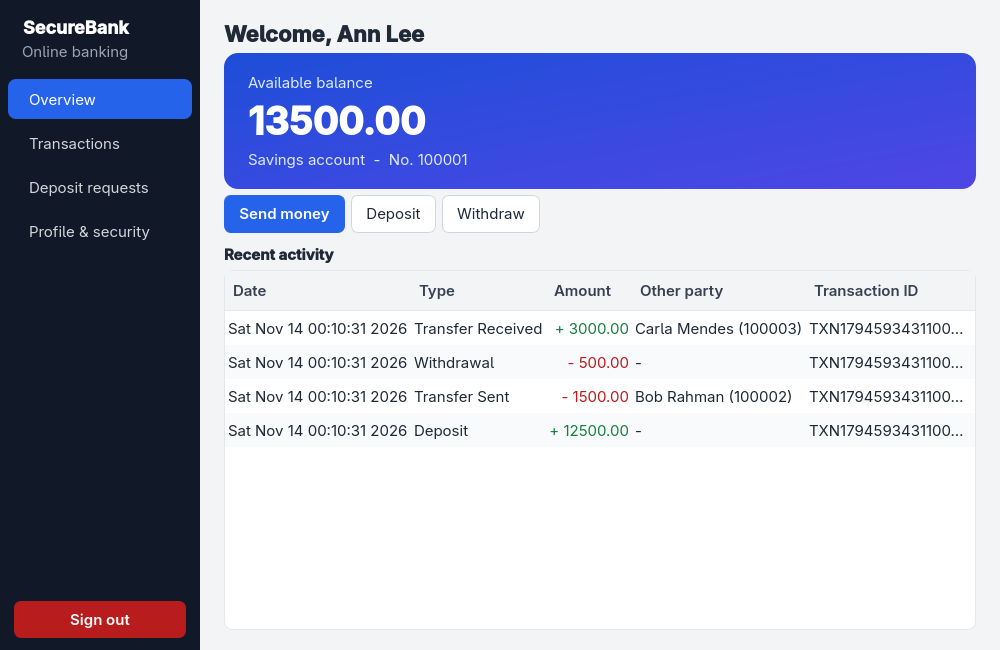 SecureBank
Online banking
Overview
Transactions
Deposit requests
Profile & security
Sign out
Welcome, Ann Lee
Available balance
13500.00
Savings account - No. 100001
Send money Deposit Withdraw
Recent activity
Date Type Amount Other party Transaction ID
Sat Nov 14 00:10:31 2026 Transfer Received + 3000.00 Carla Mendes (100003) TXN1794593431100...
Sat Nov 14 00:10:31 2026 Withdrawal - 500.00 - TXN1794593431100...
Sat Nov 14 00:10:31 2026 Transfer Sent - 1500.00 Bob Rahman (100002) TXN1794593431100...
Sat Nov 14 00:10:31 2026 Deposit + 12500.00 - TXN1794593431100...